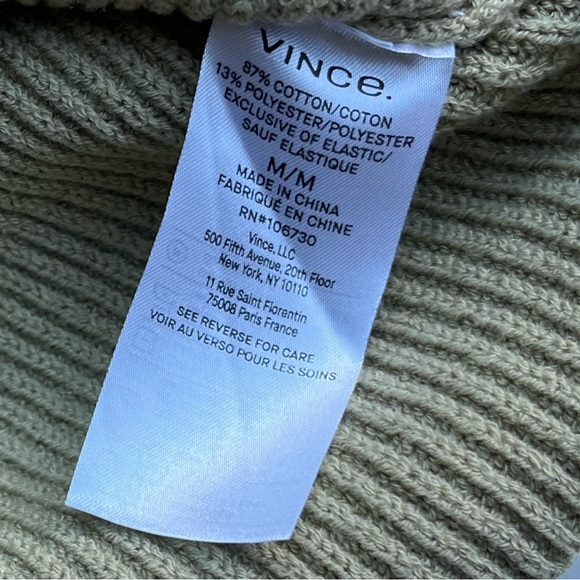 VINCe.
87% COTTON/COTON
13% POLYESTER/POLYESTER
EXCLUSIVE OF ELASTIC/
SAUF ELASTIQUE
M/M
MADE IN CHINA
FABRIQUÉ EN CHINE
RN#106730
Vince, LLC
500 Fifth Avenue, 20th Floor
New York, NY 10110
11 Rue Saint Florentin
75008 Paris France
SEE REVERSE FOR CARE
VOIR AU VERSO POUR LES SOINS